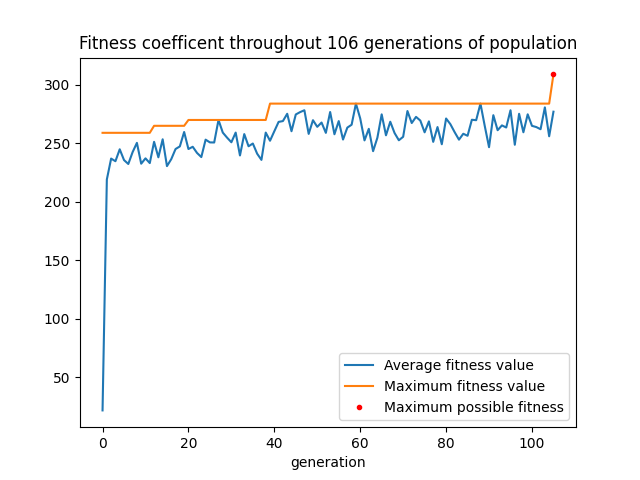 Fitness coefficent throughout 106 generations of population
300
250
200
150
100
50
0 20 40 60 80 100
generation
Average fitness value
Maximum fitness value
Maximum possible fitness